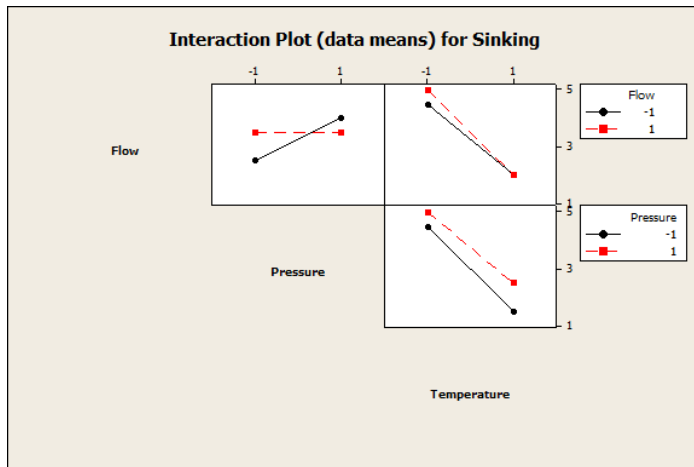 Interaction Plot (data means) for Sinking
-1 1 -1 1
5
3
1
Flow
Flow
-1
1
5
3
1
Pressure
Pressure
-1
1
Temperature